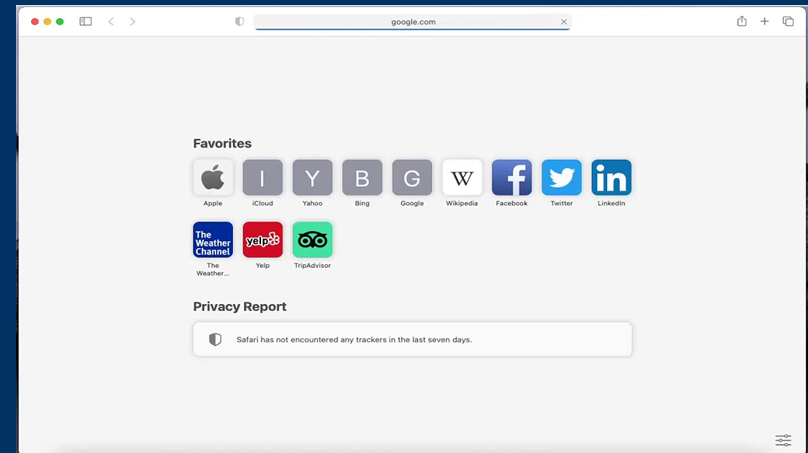 google.com
Favorites
I Y B G W f in
Apple iCloud Yahoo Bing Google Wikipedia Facebook Twitter LinkedIn
The
Weather
Channel
yelp
The
Weather...
Yelp TripAdvisor
Privacy Report
Safari has not encountered any trackers in the last seven days.